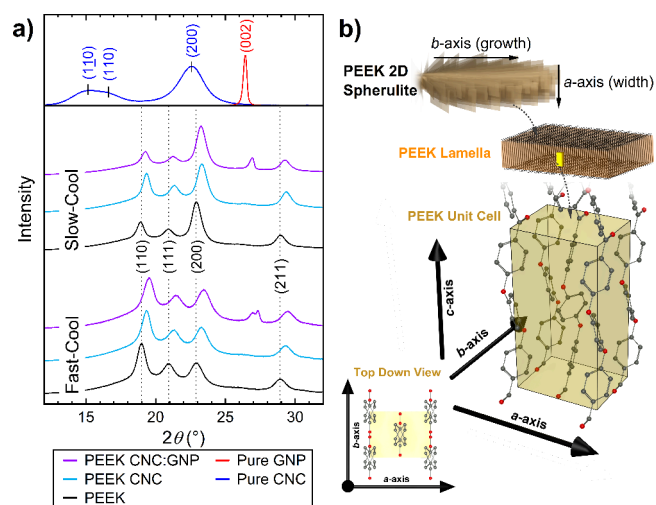 a)
(1̄10)
(110)
(200)
(002)
Intensity
Slow-Cool
Fast-Cool
(110)
(111)
(200)
(211)
15 20 25 30
2θ(°)
PEEK CNC:GNP
PEEK CNC
PEEK
Pure GNP
Pure CNC
b)
b-axis (growth)
PEEK 2D
Spherulite
a-axis (width)
PEEK Lamella
PEEK Unit Cell
c-axis
b-axis
a-axis
Top Down View
b-axis
a-axis